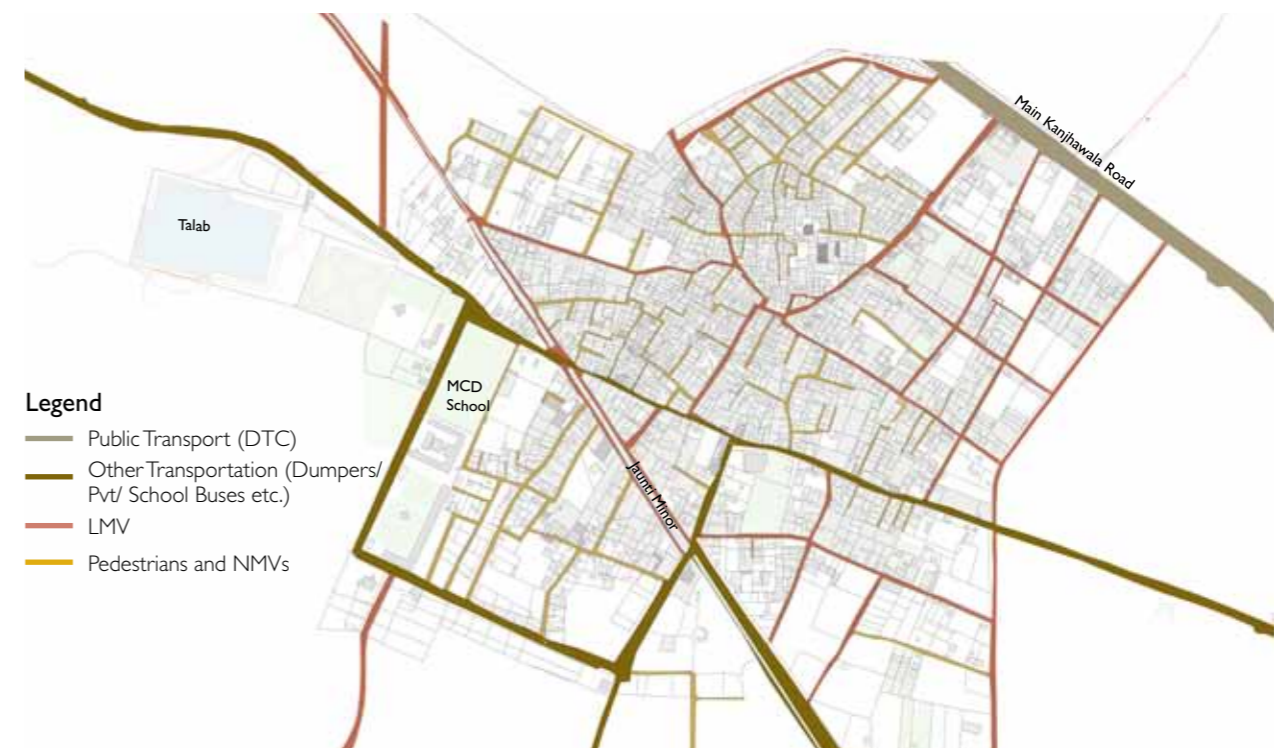 Main Kanjhawala Road
Talab
MCD
School
Legend
Public Transport (DTC)
Other Transportation (Dumpers/
Pvt/ School Buses etc.)
LMV
Pedestrians and NMVs
Jaunti Minor